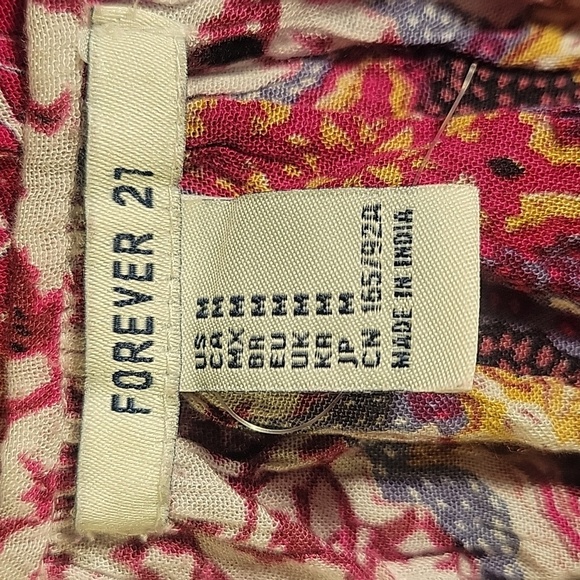 FOREVER 21
US M
CA M
MX M
BR M
EU M
UK M
KR M
JP M
CN 165/92A
MADE IN INDIA